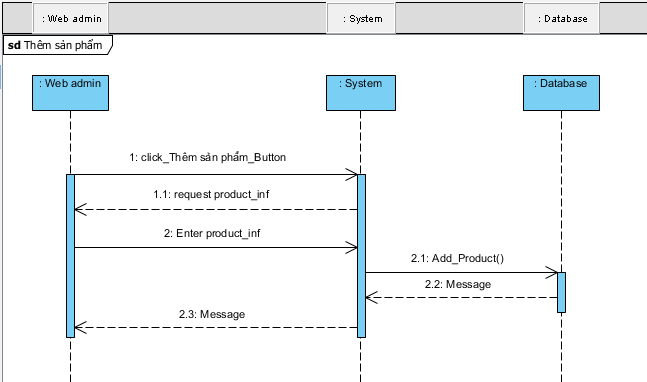 : Web admin
: System
: Database
sd Thêm sản phẩm
: Web admin
: System
: Database
1: click_Thêm sản phẩm_Button
1.1: request product_inf
2: Enter product_inf
2.1: Add_Product()
2.2: Message
2.3: Message